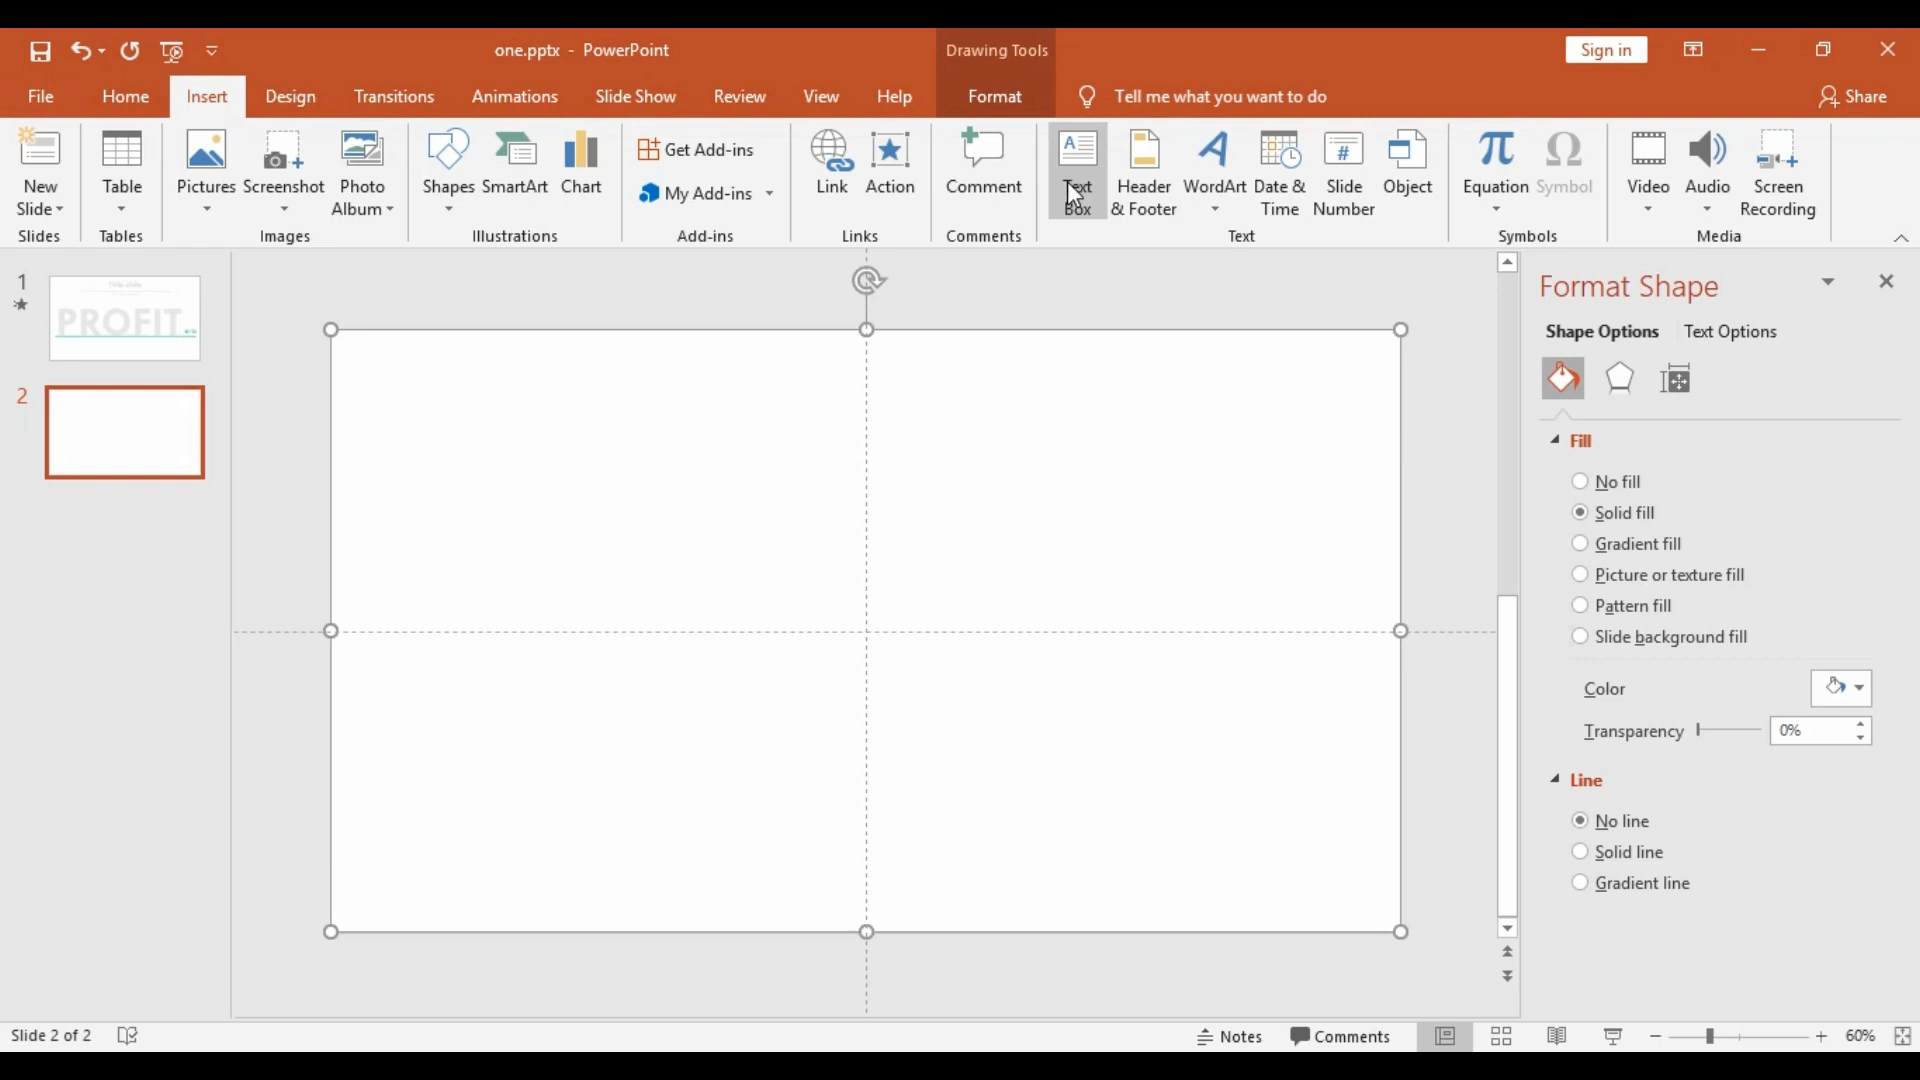 one.pptx - PowerPoint
Drawing Tools
Sign in
File Home Insert Design Transitions Animations Slide Show Review View Help Format Tell me what you want to do Share
New Slide
Table
Pictures
Screenshot
Photo Album
Shapes
SmartArt
Chart
Get Add-ins
My Add-ins
Link
Action
Comment
Text Box
Header & Footer
WordArt
Date & Time
Slide Number
Object
Equation
Symbol
Video
Audio
Screen Recording
Slides Tables Images Illustrations Add-ins Links Comments Text Symbols Media
1
PROFIT
2
Format Shape
Shape Options Text Options
Fill
No fill
Solid fill
Gradient fill
Picture or texture fill
Pattern fill
Slide background fill
Color
Transparency 0%
Line
No line
Solid line
Gradient line
Slide 2 of 2
Notes Comments 60%